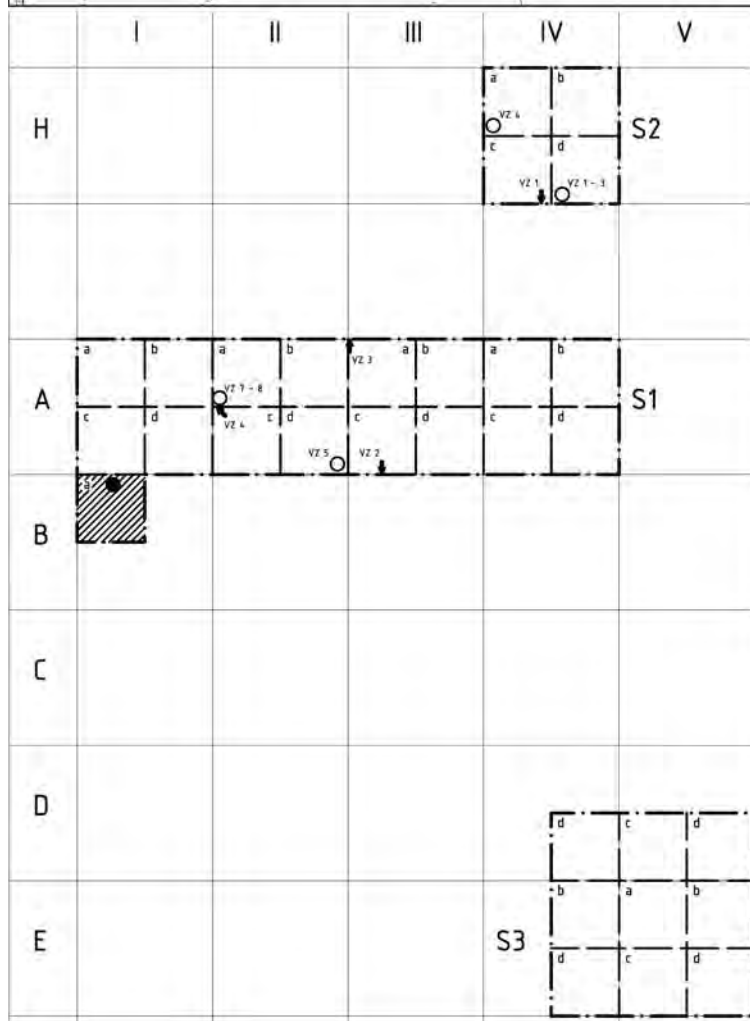 I II III IV V
a b
H VZ 4 S2
c d
VZ 1 VZ 1 - 3
a b a b a b a b
VZ 3
A VZ 7 - 8 S1
c d c d c d c d
VZ 4
VZ 5 VZ 2
a
B
C
D
d c d
b a b
E S3
d c d